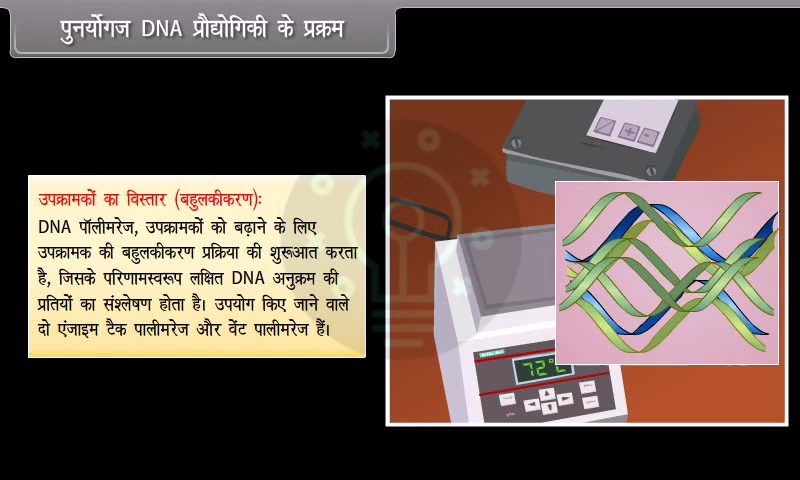 पुनर्योगज DNA प्रौद्योगिकी के प्रक्रम
उपक्रामकों का विस्तार (बहुलकीकरण):
DNA पॉलीमरेज, उपक्रामकों को बढ़ाने के लिए
उपक्रामक की बहुलकीकरण प्रक्रिया की शुरूआत करता
है, जिसके परिणामस्वरूप लक्षित DNA अनुक्रम की
प्रतियों का संश्लेषण होता है। उपयोग किए जाने वाले
दो एंजाइम टैक पालीमरेज और वेंट पालीमरेज हैं।
72°C